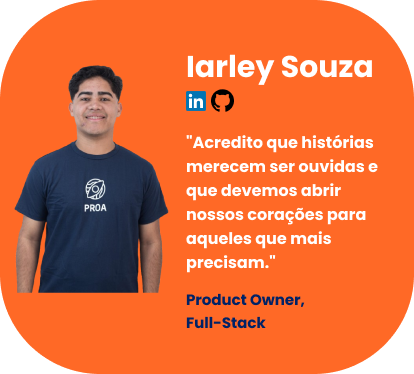 Iarley Souza
in
"Acredito que histórias
merecem ser ouvidas e
que devemos abrir
nossos corações para
aqueles que mais
precisam."
PROA
Product Owner,
Full-Stack